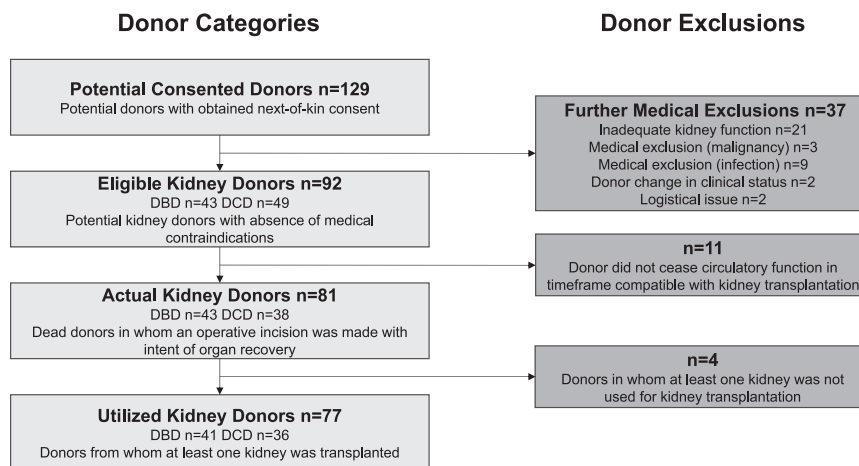 Donor Categories
Potential Consented Donors n=129
Potential donors with obtained next-of-kin consent
Eligible Kidney Donors n=92
DBD n=43 DCD n=49
Potential kidney donors with absence of medical
contraindications
Actual Kidney Donors n=81
DBD n=43 DCD n=38
Dead donors in whom an operative incision was made with
intent of organ recovery
Utilized Kidney Donors n=77
DBD n=41 DCD n=36
Donors from whom at least one kidney was transplanted
Donor Exclusions
Further Medical Exclusions n=37
Inadequate kidney function n=21
Medical exclusion (malignancy) n=3
Medical exclusion (infection) n=9
Donor change in clinical status n=2
Logistical issue n=2
n=11
Donor did not cease circulatory function in
timeframe compatible with kidney transplantation
n=4
Donors in whom at least one kidney was not
used for kidney transplantation